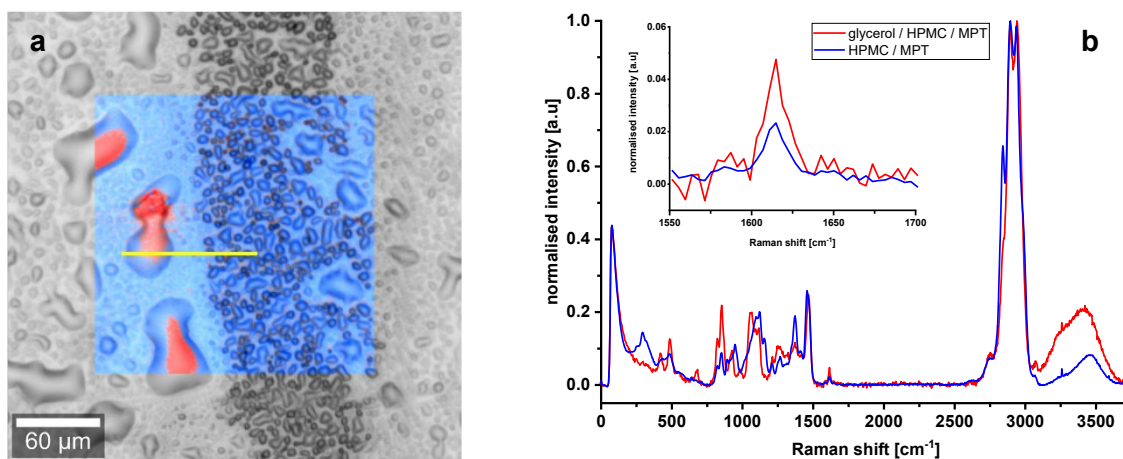 a
60 µm
b
glycerol / HPMC / MPT
HPMC / MPT
normalised intensity [a.u]
0.06
0.04
0.02
0.00
1550
1600
1650
1700
Raman shift [cm-1]
normalised intensity [a.u]
1.0
0.8
0.6
0.4
0.2
0.0
0
500
1000
1500
2000
2500
3000
3500
Raman shift [cm-1]